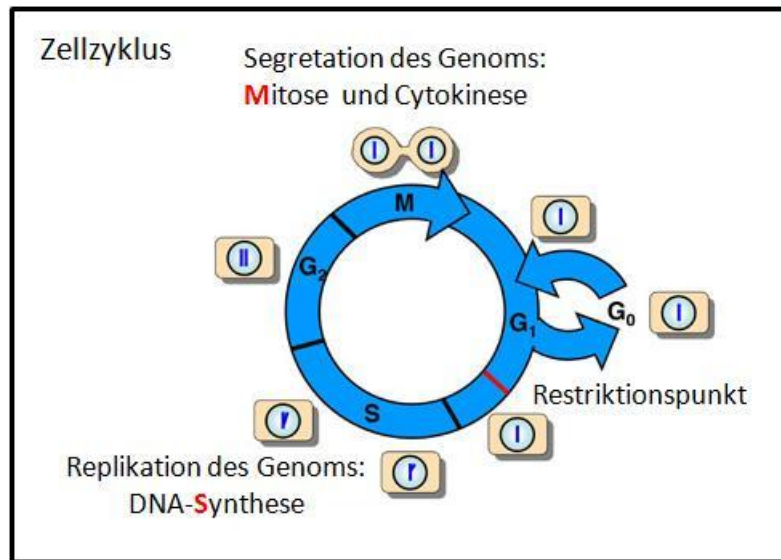 Zellzyklus
Segretation des Genoms:
Mitose und Cytokinese
M
G₂
G₁
G₀
Restriktionspunkt
S
Replikation des Genoms:
DNA-Synthese